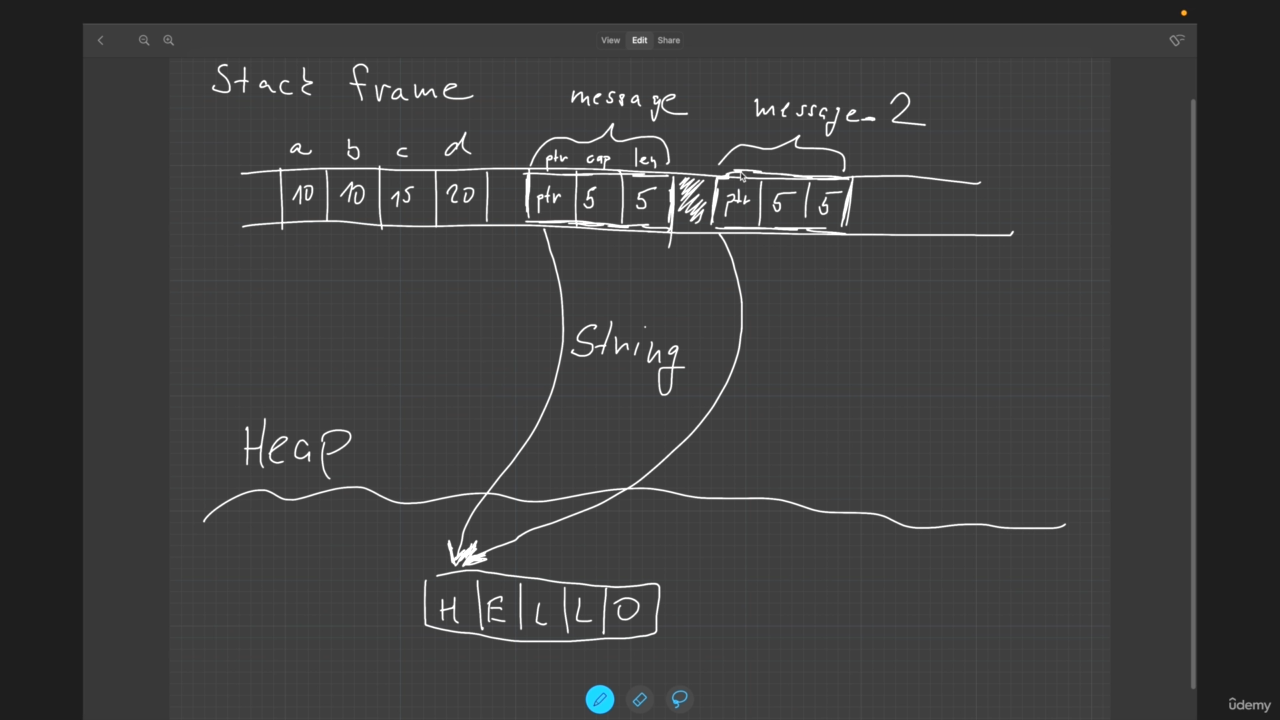 View Edit Share
Stack frame
message
message_2
a b c d
ptr cap len
10 10 15 20 ptr 5 5 ptr 5 5
String
Heap
H E L L O
ûdemy